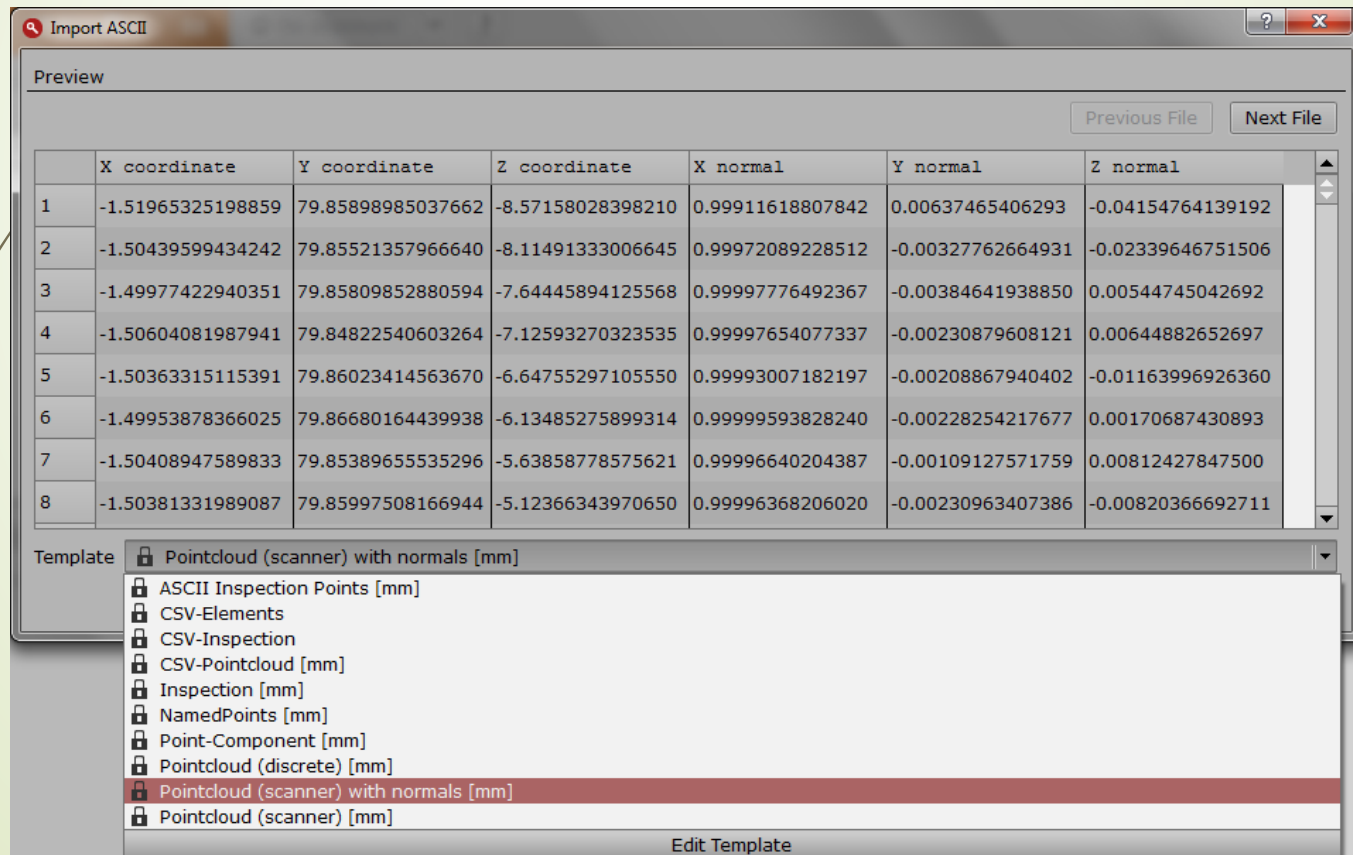 Import ASCII ? X
Preview
Previous File Next File
X coordinate Y coordinate Z coordinate X normal Y normal Z normal
1 -1.51965325198859 79.85898985037662 -8.57158028398210 0.99911618807842 0.00637465406293 -0.04154764139192
2 -1.50439599434242 79.85521357966640 -8.11491333006645 0.99972089228512 -0.00327762664931 -0.02339646751506
3 -1.49977422940351 79.85809852880594 -7.64445894125568 0.99997776492367 -0.00384641938850 0.00544745042692
4 -1.50604081987941 79.84822540603264 -7.12593270323535 0.99997654077337 -0.00230879608121 0.00644882652697
5 -1.50363315115391 79.86023414563670 -6.64755297105550 0.99993007182197 -0.00208867940402 -0.01163996926360
6 -1.49953878366025 79.86680164439938 -6.13485275899314 0.99999593828240 -0.00228254217677 0.00170687430893
7 -1.50408947589833 79.85389655535296 -5.63858778575621 0.99996640204387 -0.00109127571759 0.00812427847500
8 -1.50381331989087 79.85997508166944 -5.12366343970650 0.99996368206020 -0.00230963407386 -0.00820366692711
Template Pointcloud (scanner) with normals [mm]
ASCII Inspection Points [mm]
CSV-Elements
CSV-Inspection
CSV-Pointcloud [mm]
Inspection [mm]
NamedPoints [mm]
Point-Component [mm]
Pointcloud (discrete) [mm]
Pointcloud (scanner) with normals [mm]
Pointcloud (scanner) [mm]
Edit Template